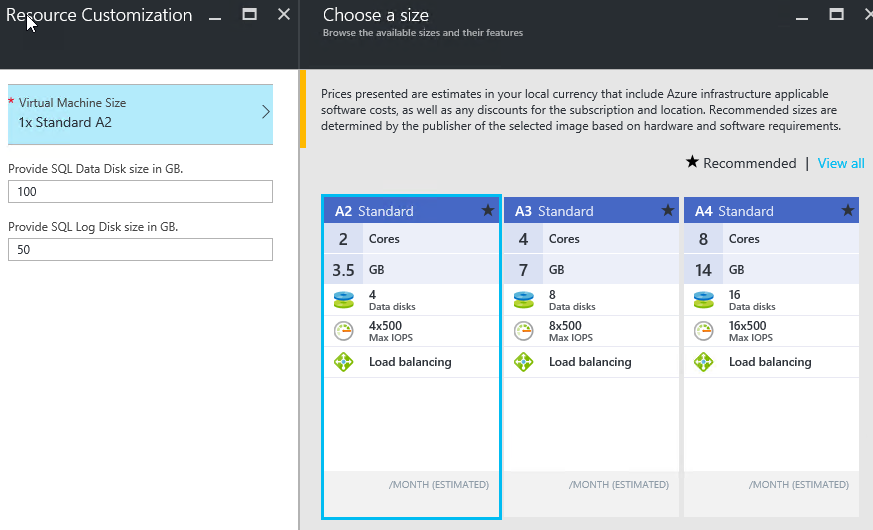 Resource Customization
* Virtual Machine Size
1x Standard A2
Provide SQL Data Disk size in GB.
100
Provide SQL Log Disk size in GB.
50
Choose a size
Browse the available sizes and their features
Prices presented are estimates in your local currency that include Azure infrastructure applicable
software costs, as well as any discounts for the subscription and location. Recommended sizes are
determined by the publisher of the selected image based on hardware and software requirements.
★ Recommended | View all
A2 Standard ★
2 Cores
3.5 GB
4
Data disks
4x500
Max IOPS
Load balancing
/MONTH (ESTIMATED)
A3 Standard ★
4 Cores
7 GB
8
Data disks
8x500
Max IOPS
Load balancing
/MONTH (ESTIMATED)
A4 Standard ★
8 Cores
14 GB
16
Data disks
16x500
Max IOPS
Load balancing
/MONTH (ESTIMATED)